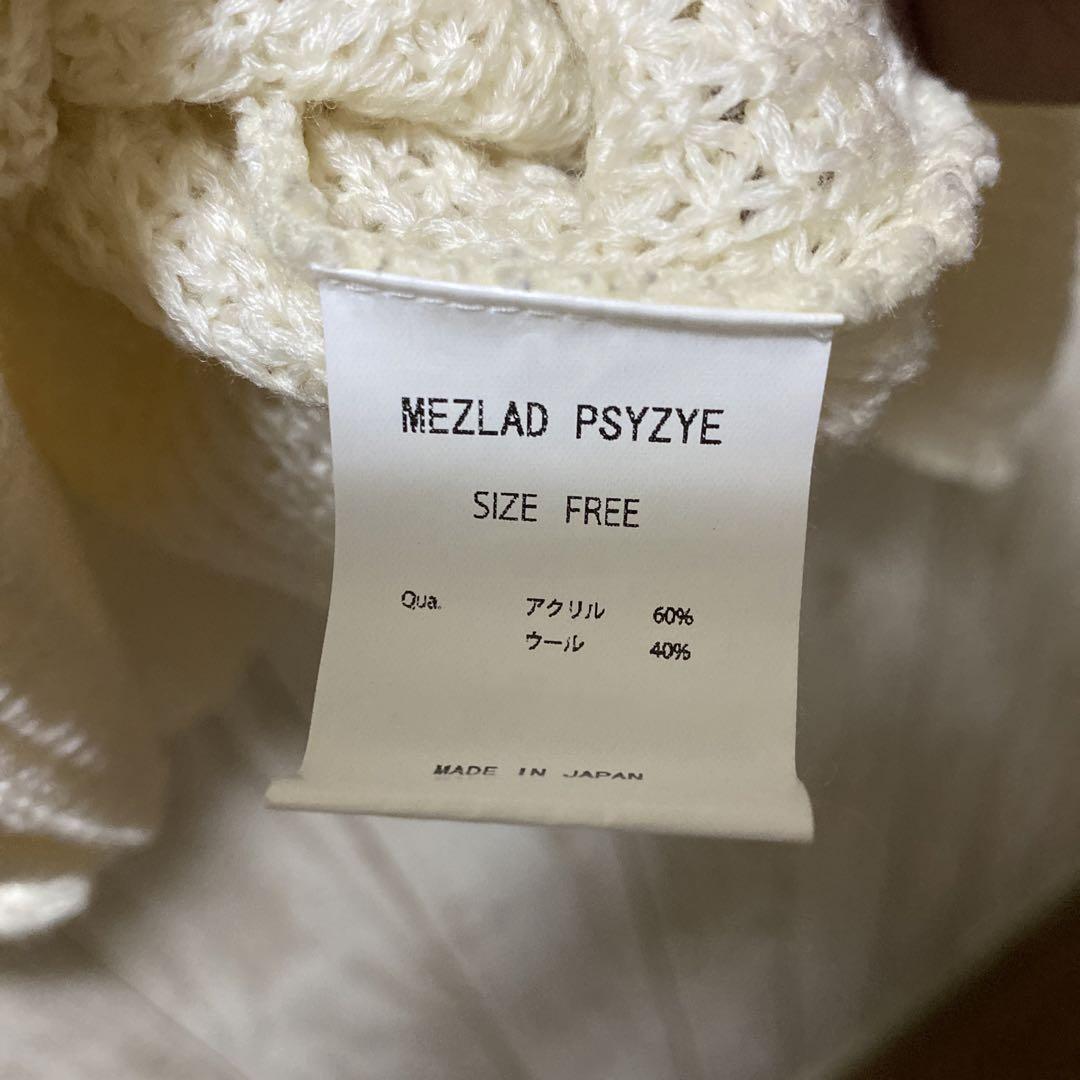 MEZLAD PSYZYE
SIZE FREE
Qua. アクリル 60%
ウール 40%
MADE IN JAPAN